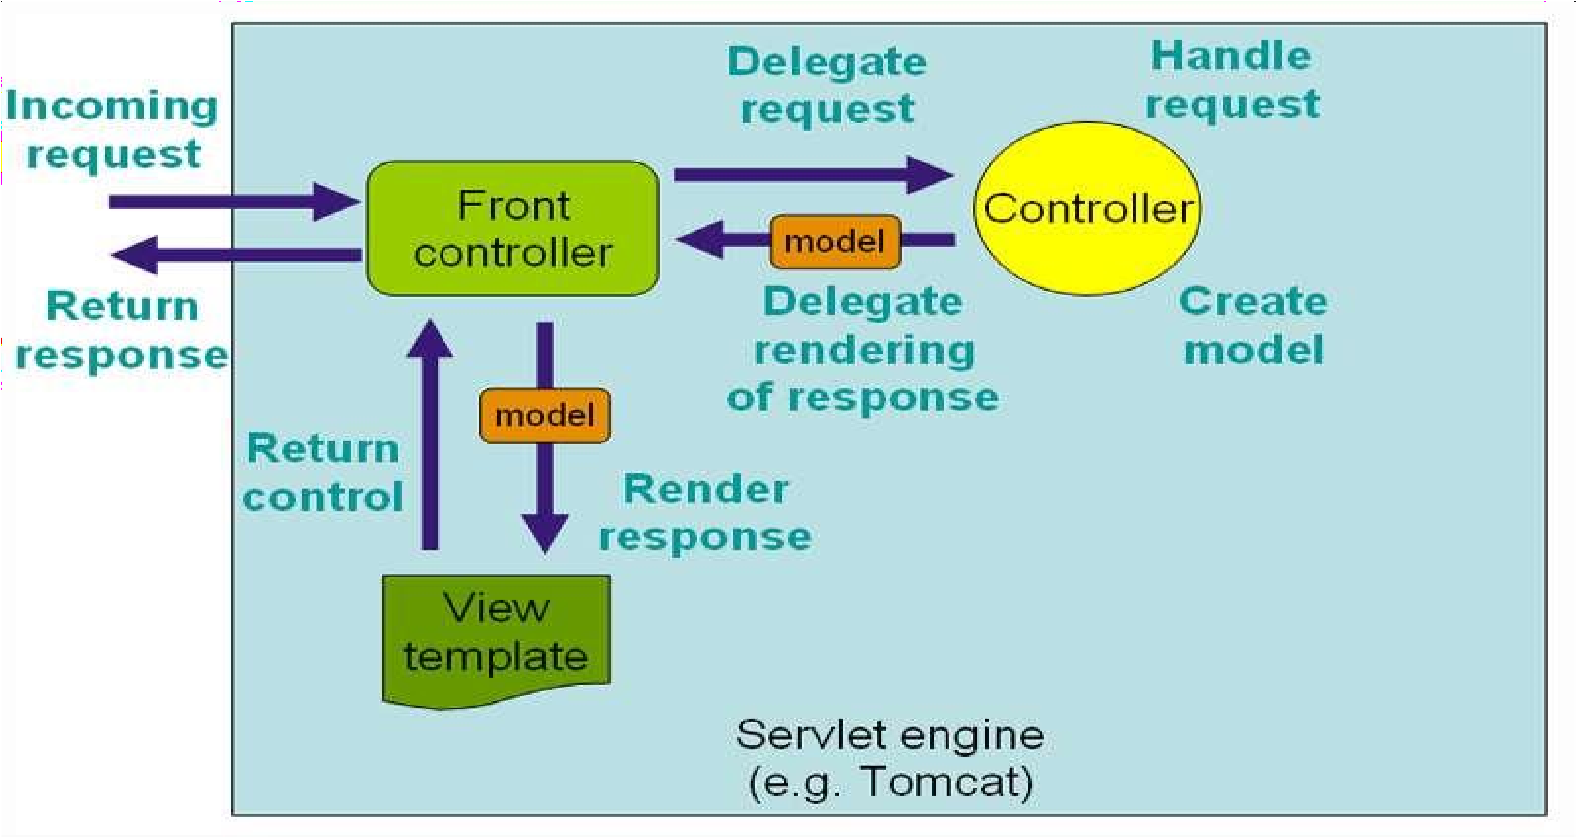 Incoming
request
Return
response
Front
controller
Delegate
request
Handle
request
Controller
model
Delegate
rendering
of response
Create
model
model
Return
control
Render
response
View
template
Servlet engine
(e.g. Tomcat)